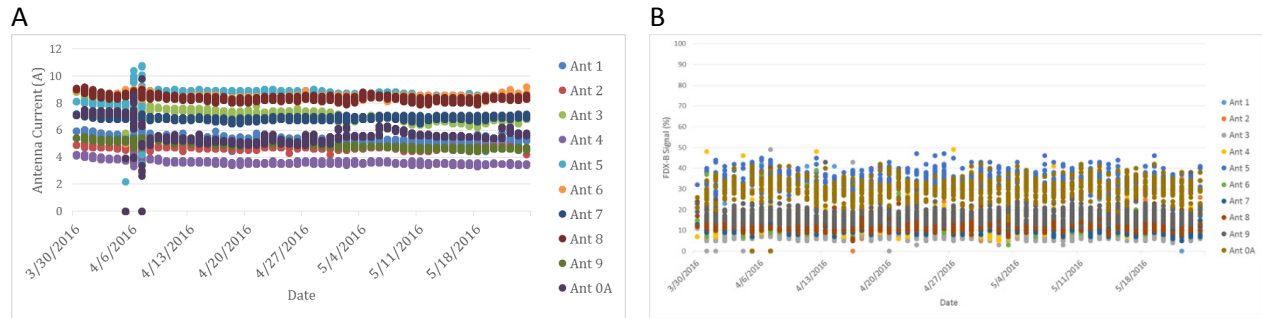 A
12
10
8
6
4
2
0
Antenna Current (A)
3/30/2016
4/6/2016
4/13/2016
4/20/2016
4/27/2016
5/4/2016
5/11/2016
5/18/2016
Date
Ant 1
Ant 2
Ant 3
Ant 4
Ant 5
Ant 6
Ant 7
Ant 8
Ant 9
Ant 0A
B
100
90
80
70
60
50
40
30
20
10
0
FDX-B Signal (%)
3/30/2016
4/6/2016
4/13/2016
4/20/2016
4/27/2016
5/4/2016
5/11/2016
5/18/2016
Date
Ant 1
Ant 2
Ant 3
Ant 4
Ant 5
Ant 6
Ant 7
Ant 8
Ant 9
Ant 0A